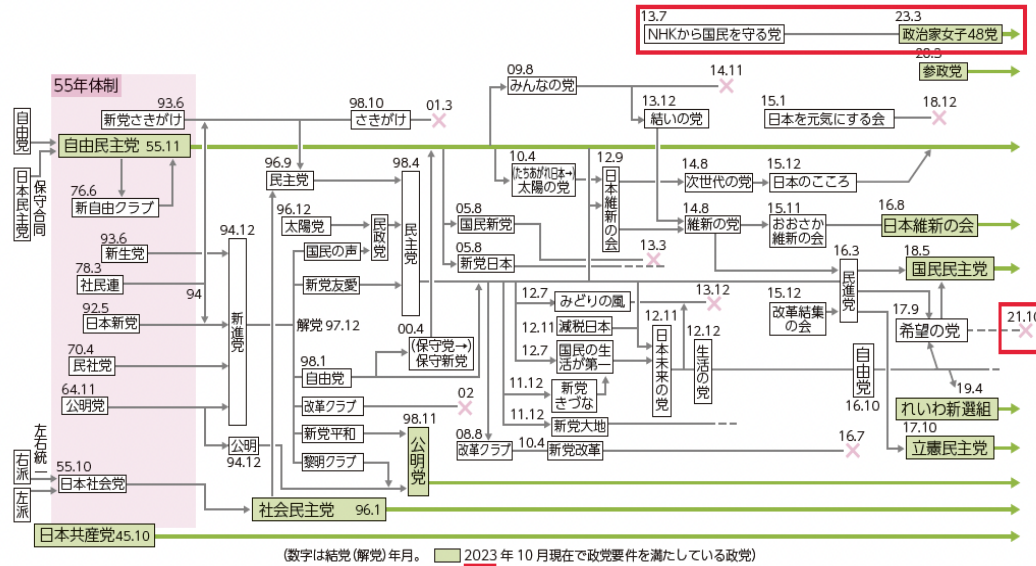 13.7
NHKから国民を守る党
23.3
政治家女子48党
20.3
参政党
55年体制
09.8
みんなの党
14.11
93.6
新党さきがけ
98.10
さきがけ
01.3
13.12
結いの党
15.1
日本を元気にする会
18.12
自由党
自由民主党 55.11
日本民主党
保守合同
96.9
民主党
98.4
民主党
10.4
(たちあがれ日本→)
太陽の党
12.9
日本維新の会
14.8
次世代の党
15.12
日本のこころ
76.6
新自由クラブ
96.12
太陽党
民政党
国民の声
05.8
国民新党
13.3
14.8
維新の党
15.11
おおさか
維新の会
16.8
日本維新の会
94.12
新進党
93.6
新生党
78.3
社民連
94
05.8
新党日本
16.3
民進党
18.5
国民民主党
新党友愛
92.5
日本新党
解党 97.12
00.4
(保守党→)
保守新党
12.7
みどりの風
13.12
12.11
減税日本
12.11
日本未来の党
12.12
生活の党
15.12
改革結集
の会
17.9
希望の党
21.10
70.4
民社党
98.1
自由党
12.7
国民の生
活が第一
自由党
16.10
64.11
公明党
改革クラブ
02
11.12
新党
きづな
19.4
れいわ新選組
新党平和
98.11
公明党
11.12
新党大地
17.10
立憲民主党
左右統一
右派
左派
公明
94.12
黎明クラブ
08.8
改革クラブ
10.4
新党改革
16.7
55.10
日本社会党
社会民主党 96.1
日本共産党45.10
(数字は結党(解党)年月。 2023 年 10 月現在で政党要件を満たしている政党)